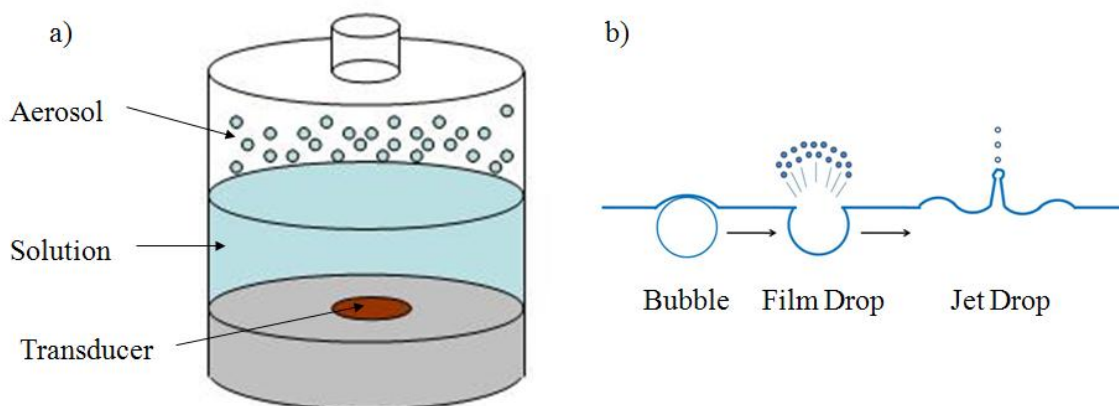 a)
Aerosol
Solution
Transducer
b)
Bubble
Film Drop
Jet Drop